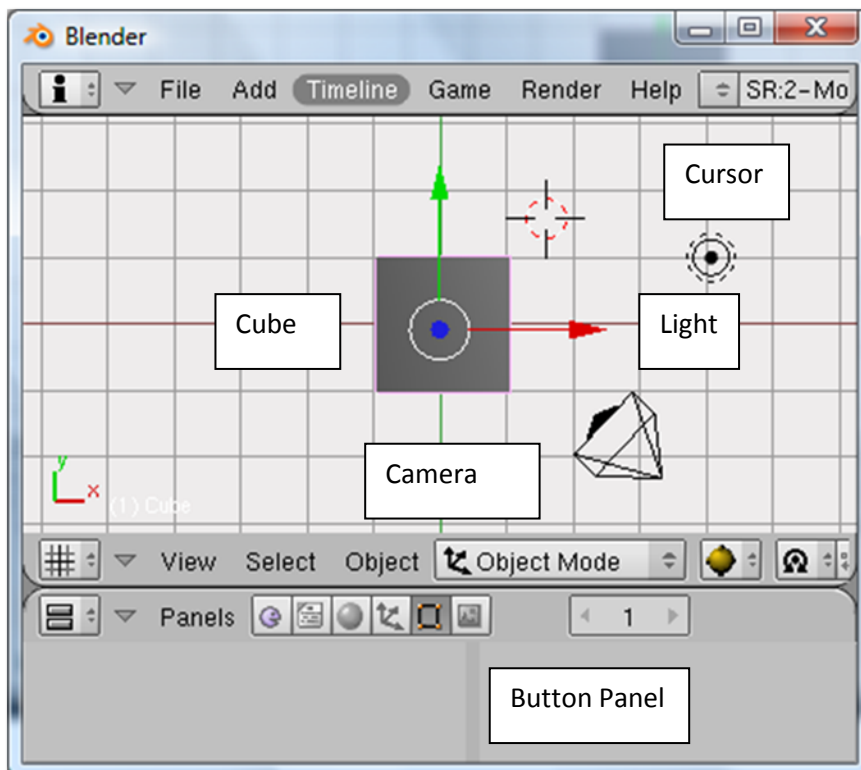 Blender
File Add Timeline Game Render Help SR:2-Mo
Cursor
Cube
Light
Camera
y
x
(1) Cube
View Select Object Object Mode
Panels 1
Button Panel